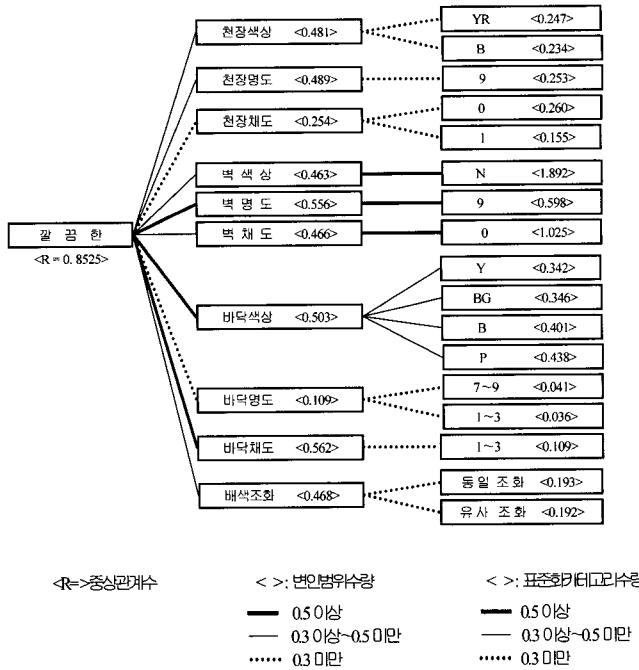 천장색상 <0.481>
YR <0.247>
B <0.234>
천장명도 <0.489>
9 <0.253>
천장채도 <0.254>
0 <0.260>
1 <0.155>
벽 색 상 <0.463>
N <1.892>
벽 명 도 <0.556>
9 <0.598>
벽 채 도 <0.466>
0 <1.025>
깔 끔 한
<R = 0.8525>
바닥색상 <0.503>
Y <0.342>
BG <0.346>
B <0.401>
P <0.438>
바닥명도 <0.109>
7~9 <0.041>
1~3 <0.036>
바닥채도 <0.562>
1~3 <0.109>
배색조화 <0.468>
동일 조화 <0.193>
유사 조화 <0.192>
<R=>중상관계수
< >: 변인범위수량
< >: 표준화카테고리수량
0.5 이상
0.5 이상
0.3 이상~0.5 미만
0.3 이상~0.5 미만
0.3 미만
0.3 미만